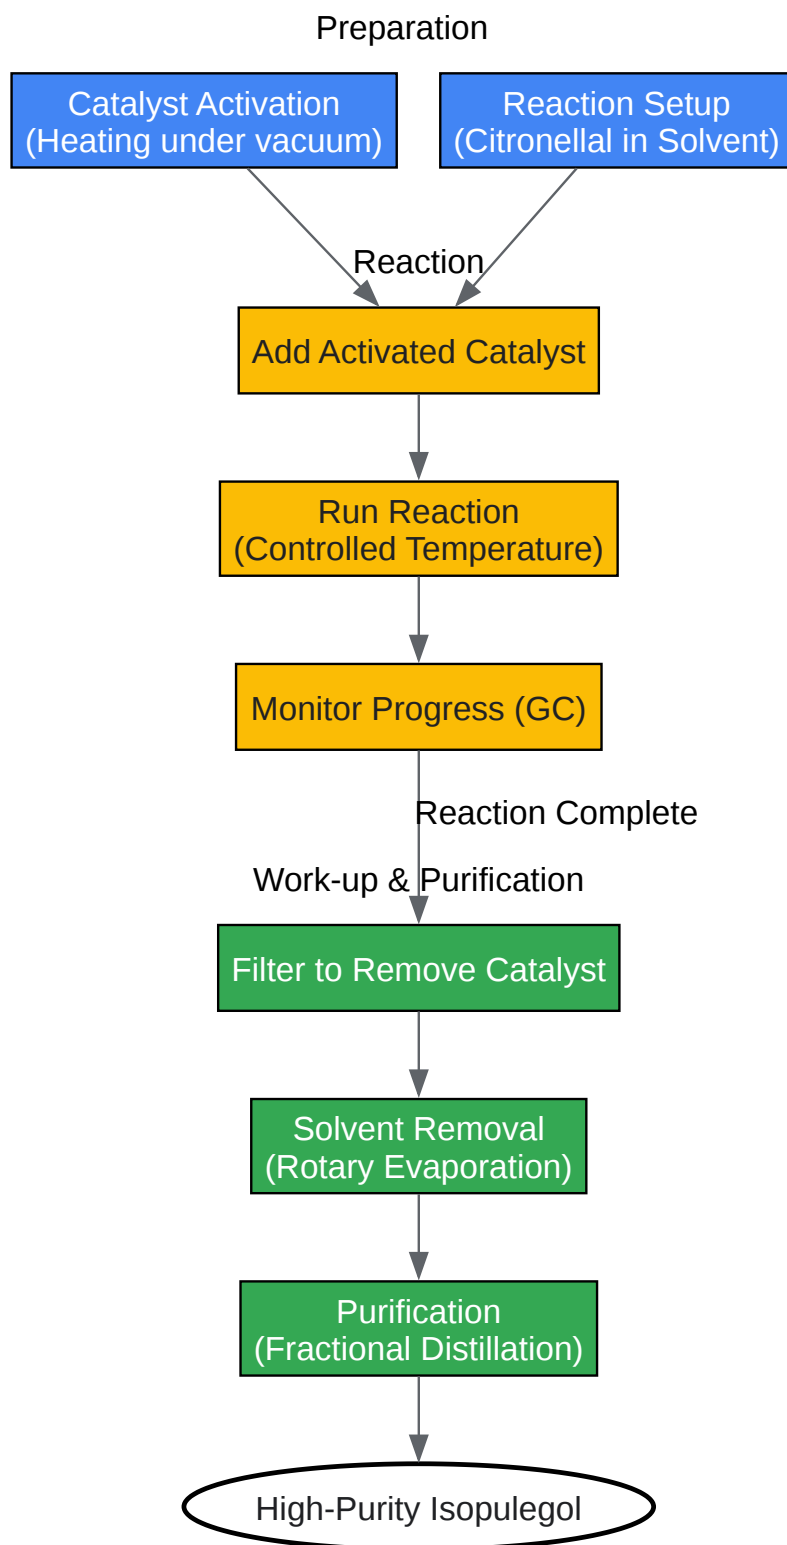 Preparation
Catalyst Activation
(Heating under vacuum)
Reaction Setup
(Citronellal in Solvent)
Reaction
Add Activated Catalyst
Run Reaction
(Controlled Temperature)
Monitor Progress (GC)
Reaction Complete
Work-up & Purification
Filter to Remove Catalyst
Solvent Removal
(Rotary Evaporation)
Purification
(Fractional Distillation)
High-Purity Isopulegol